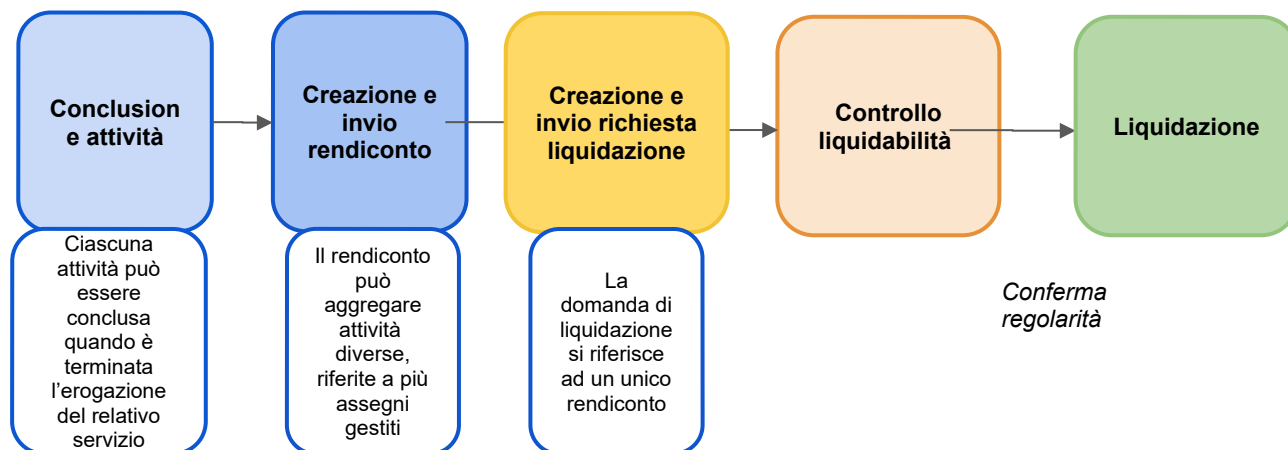 Conclusion
e attività
Creazione e
invio
rendiconto
Creazione e
invio richiesta
liquidazione
Controllo
liquidabilità
Liquidazione
Ciascuna
attività può
essere
conclusa
quando è
terminata
l’erogazione
del relativo
servizio
Il rendiconto
può
aggregare
attività
diverse,
riferite a più
assegni
gestiti
La
domanda di
liquidazione
si riferisce
ad un unico
rendiconto
Conferma
regolarità